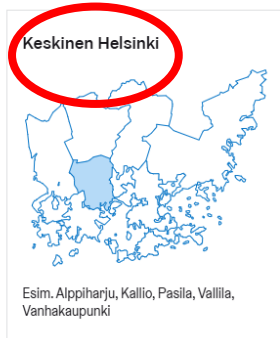 Keskinen Helsinki
Esim. Alppiharju, Kallio, Pasila, Vallila,
Vanhakaupunki